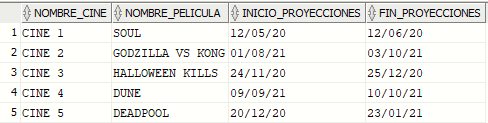 NOMBRE_CINE NOMBRE_PELICULA INICIO_PROYECCIONES FIN_PROYECCIONES
1 CINE 1 SOUL 12/05/20 12/06/20
2 CINE 2 GODZILLA VS KONG 01/08/21 03/10/21
3 CINE 3 HALLOWEEN KILLS 24/11/20 25/12/20
4 CINE 4 DUNE 09/09/21 10/10/21
5 CINE 5 DEADPOOL 20/12/20 23/01/21